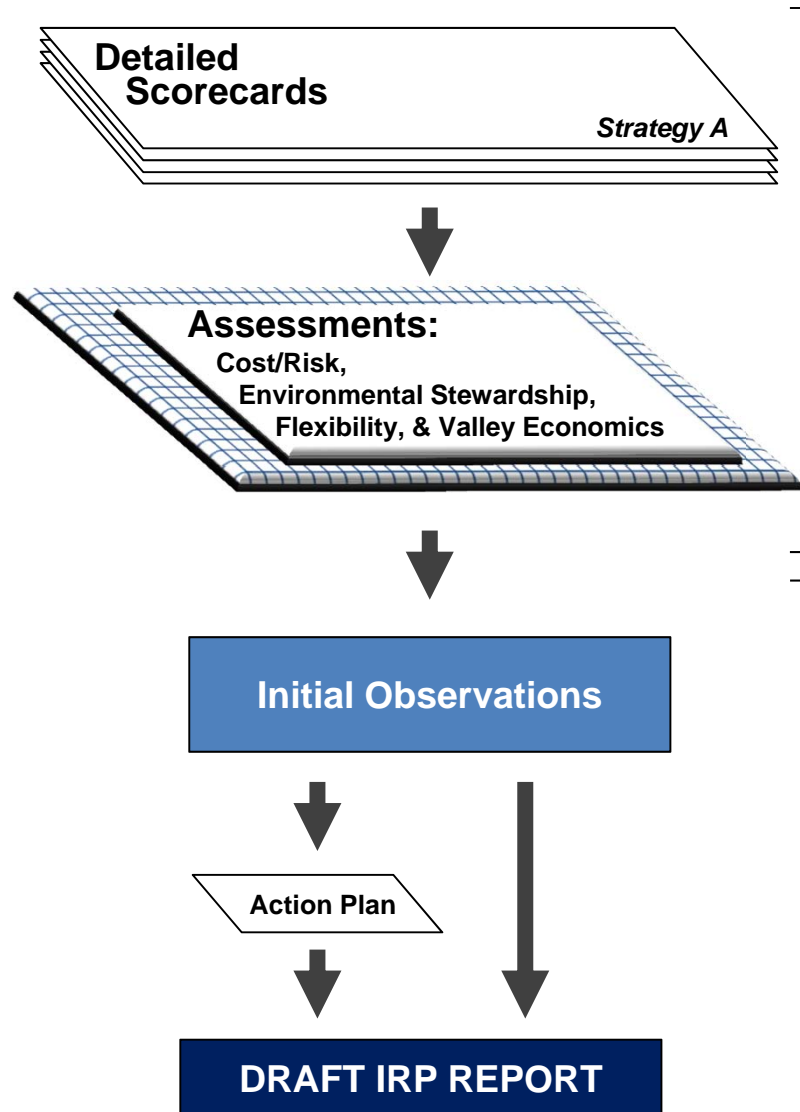 Detailed
Scorecards
Strategy A
Assessments:
Cost/Risk,
Environmental Stewardship,
Flexibility, & Valley Economics
Initial Observations
Action Plan
DRAFT IRP REPORT